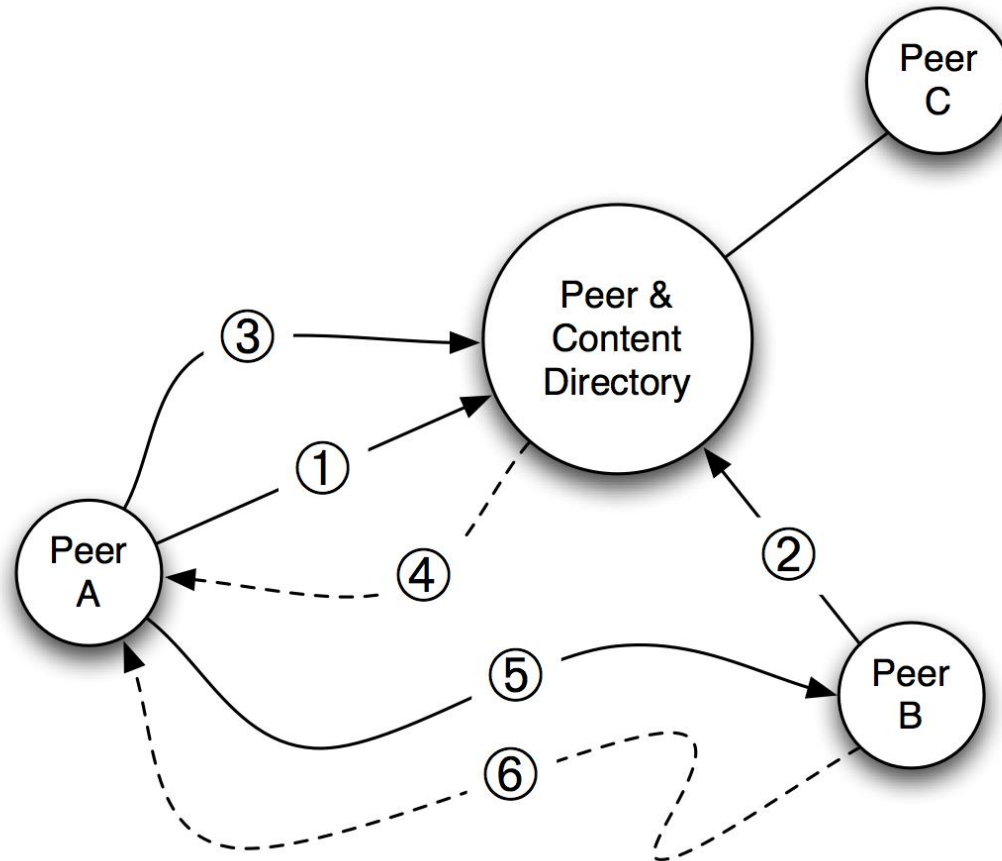 Peer
C
Peer &
Content
Directory
③
①
Peer
A
④
②
⑤
Peer
B
⑥